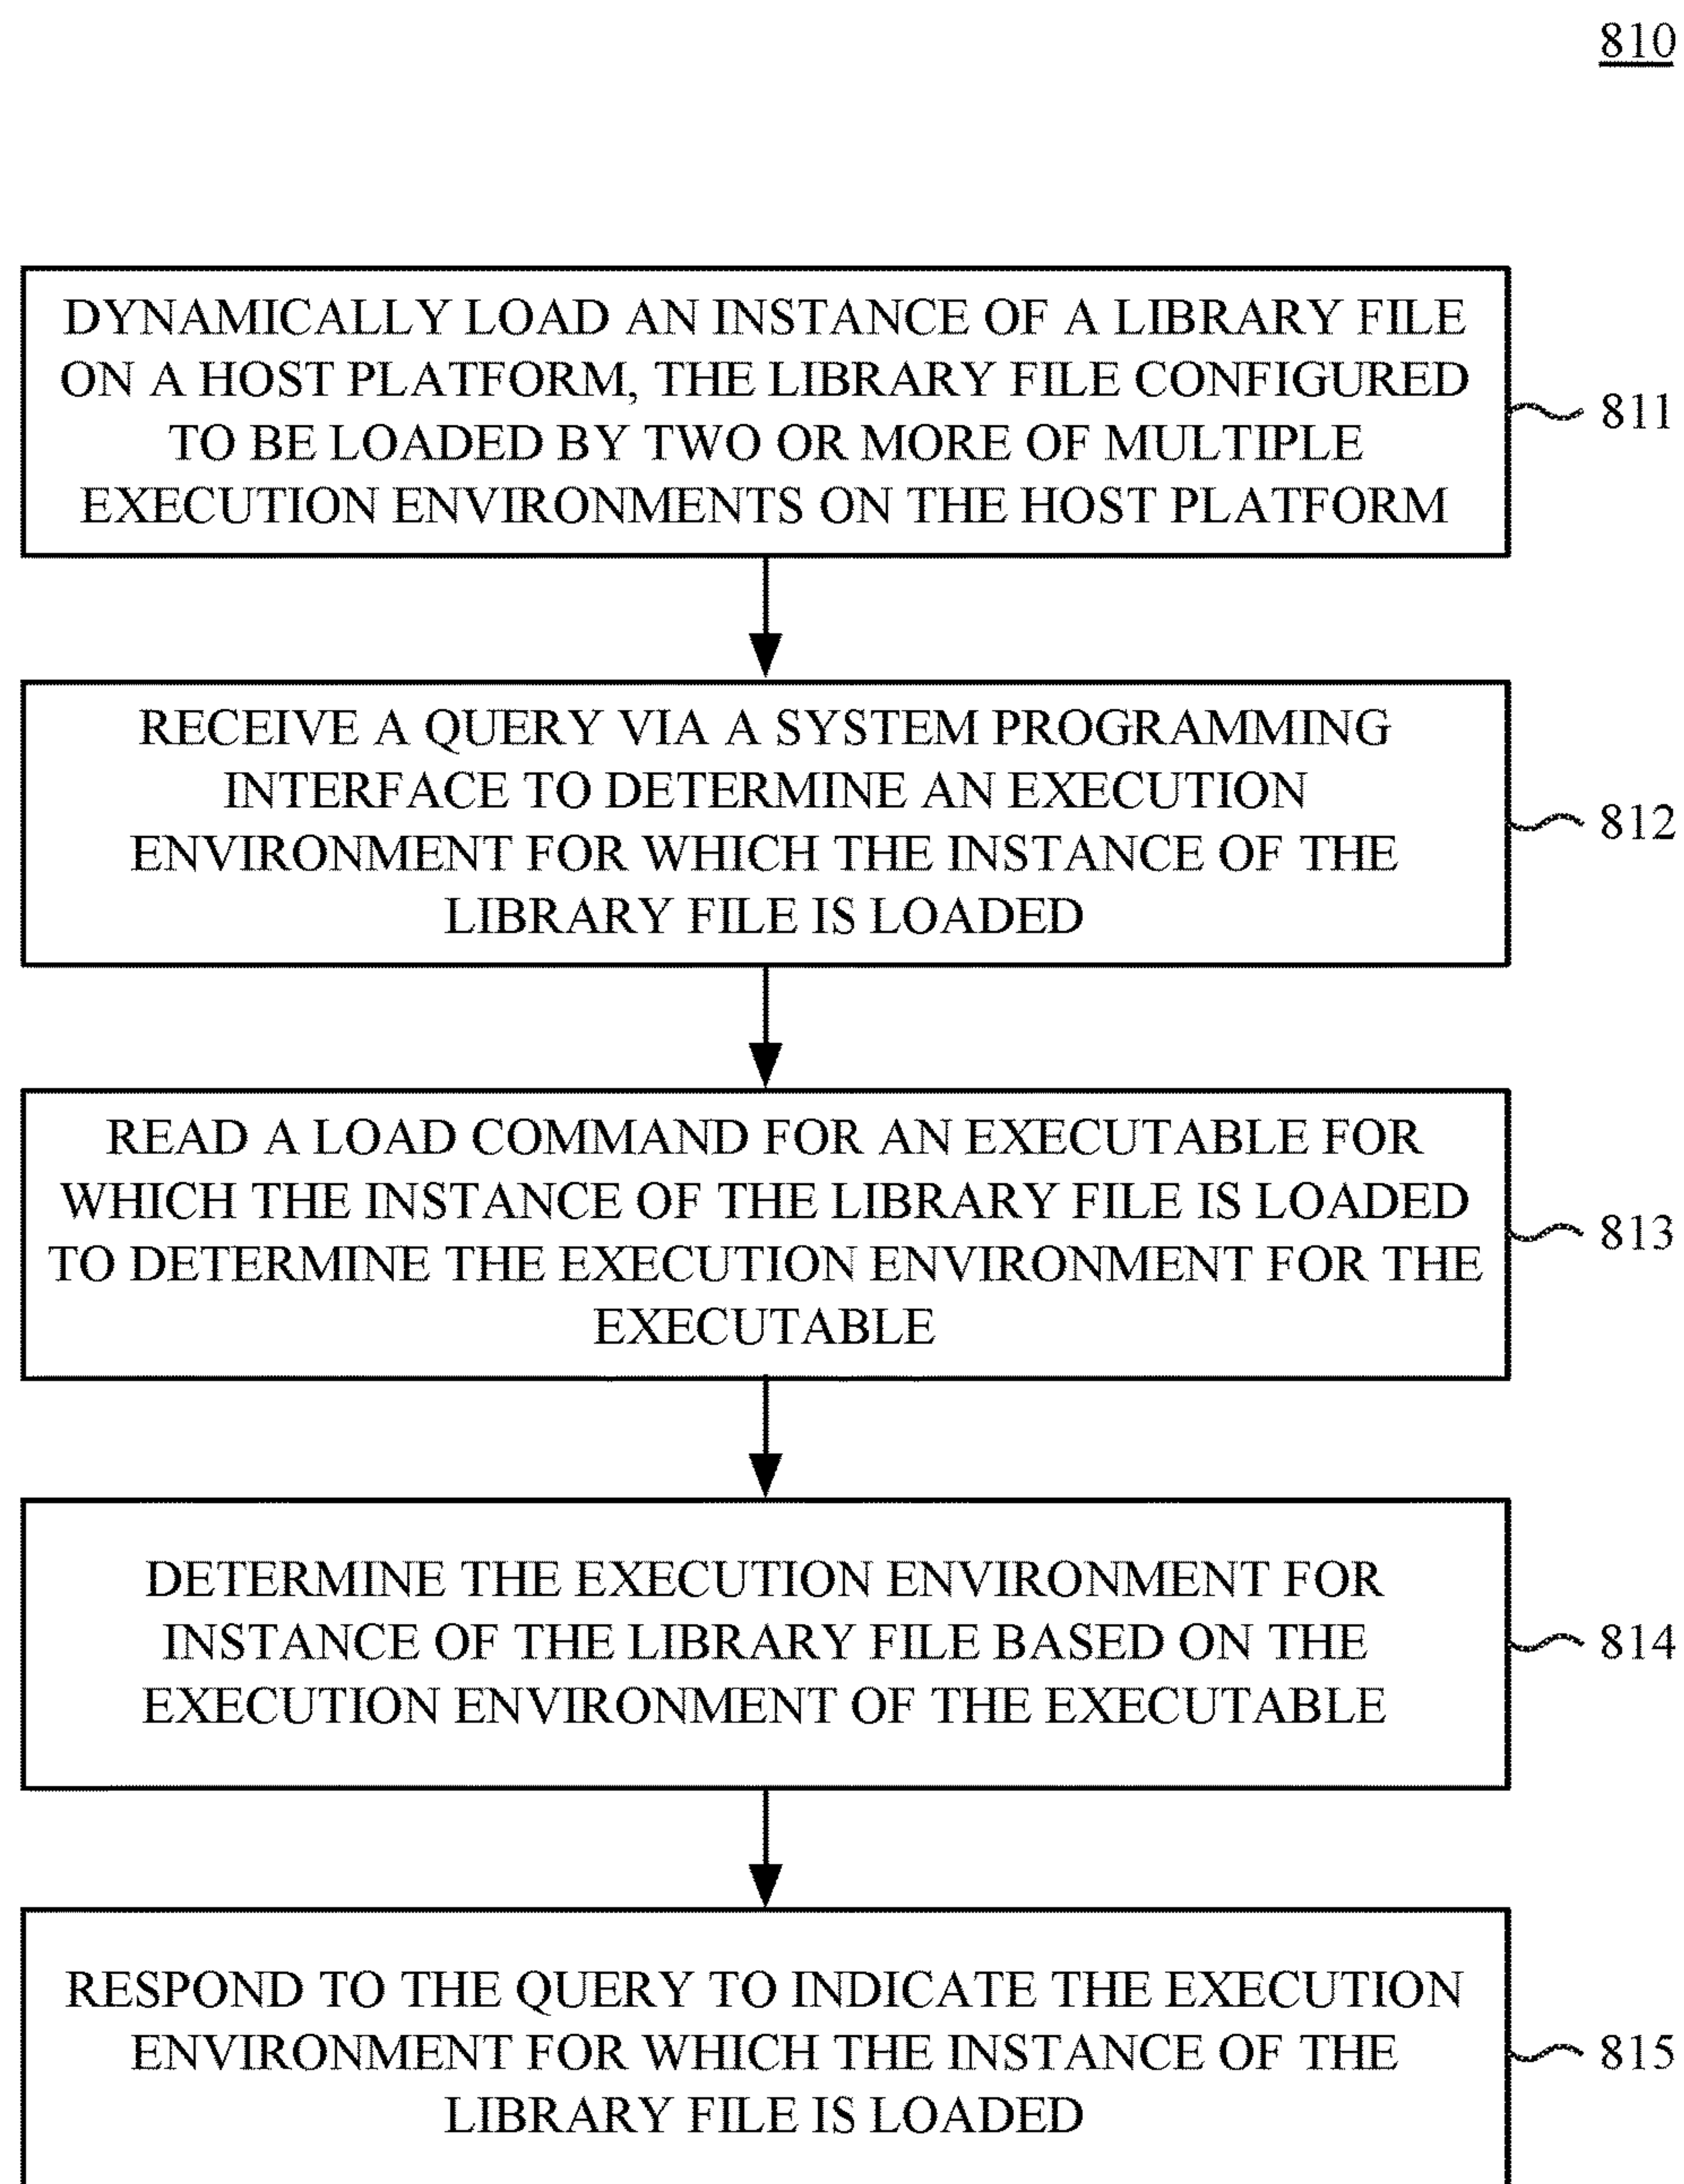 810
DYNAMICALLY LOAD AN INSTANCE OF A LIBRARY FILE
ON A HOST PLATFORM, THE LIBRARY FILE CONFIGURED
TO BE LOADED BY TWO OR MORE OF MULTIPLE
EXECUTION ENVIRONMENTS ON THE HOST PLATFORM
811
RECEIVE A QUERY VIA A SYSTEM PROGRAMMING
INTERFACE TO DETERMINE AN EXECUTION
ENVIRONMENT FOR WHICH THE INSTANCE OF THE
LIBRARY FILE IS LOADED
812
READ A LOAD COMMAND FOR AN EXECUTABLE FOR
WHICH THE INSTANCE OF THE LIBRARY FILE IS LOADED
TO DETERMINE THE EXECUTION ENVIRONMENT FOR THE
EXECUTABLE
813
DETERMINE THE EXECUTION ENVIRONMENT FOR
INSTANCE OF THE LIBRARY FILE BASED ON THE
EXECUTION ENVIRONMENT OF THE EXECUTABLE
814
RESPOND TO THE QUERY TO INDICATE THE EXECUTION
ENVIRONMENT FOR WHICH THE INSTANCE OF THE
LIBRARY FILE IS LOADED
815